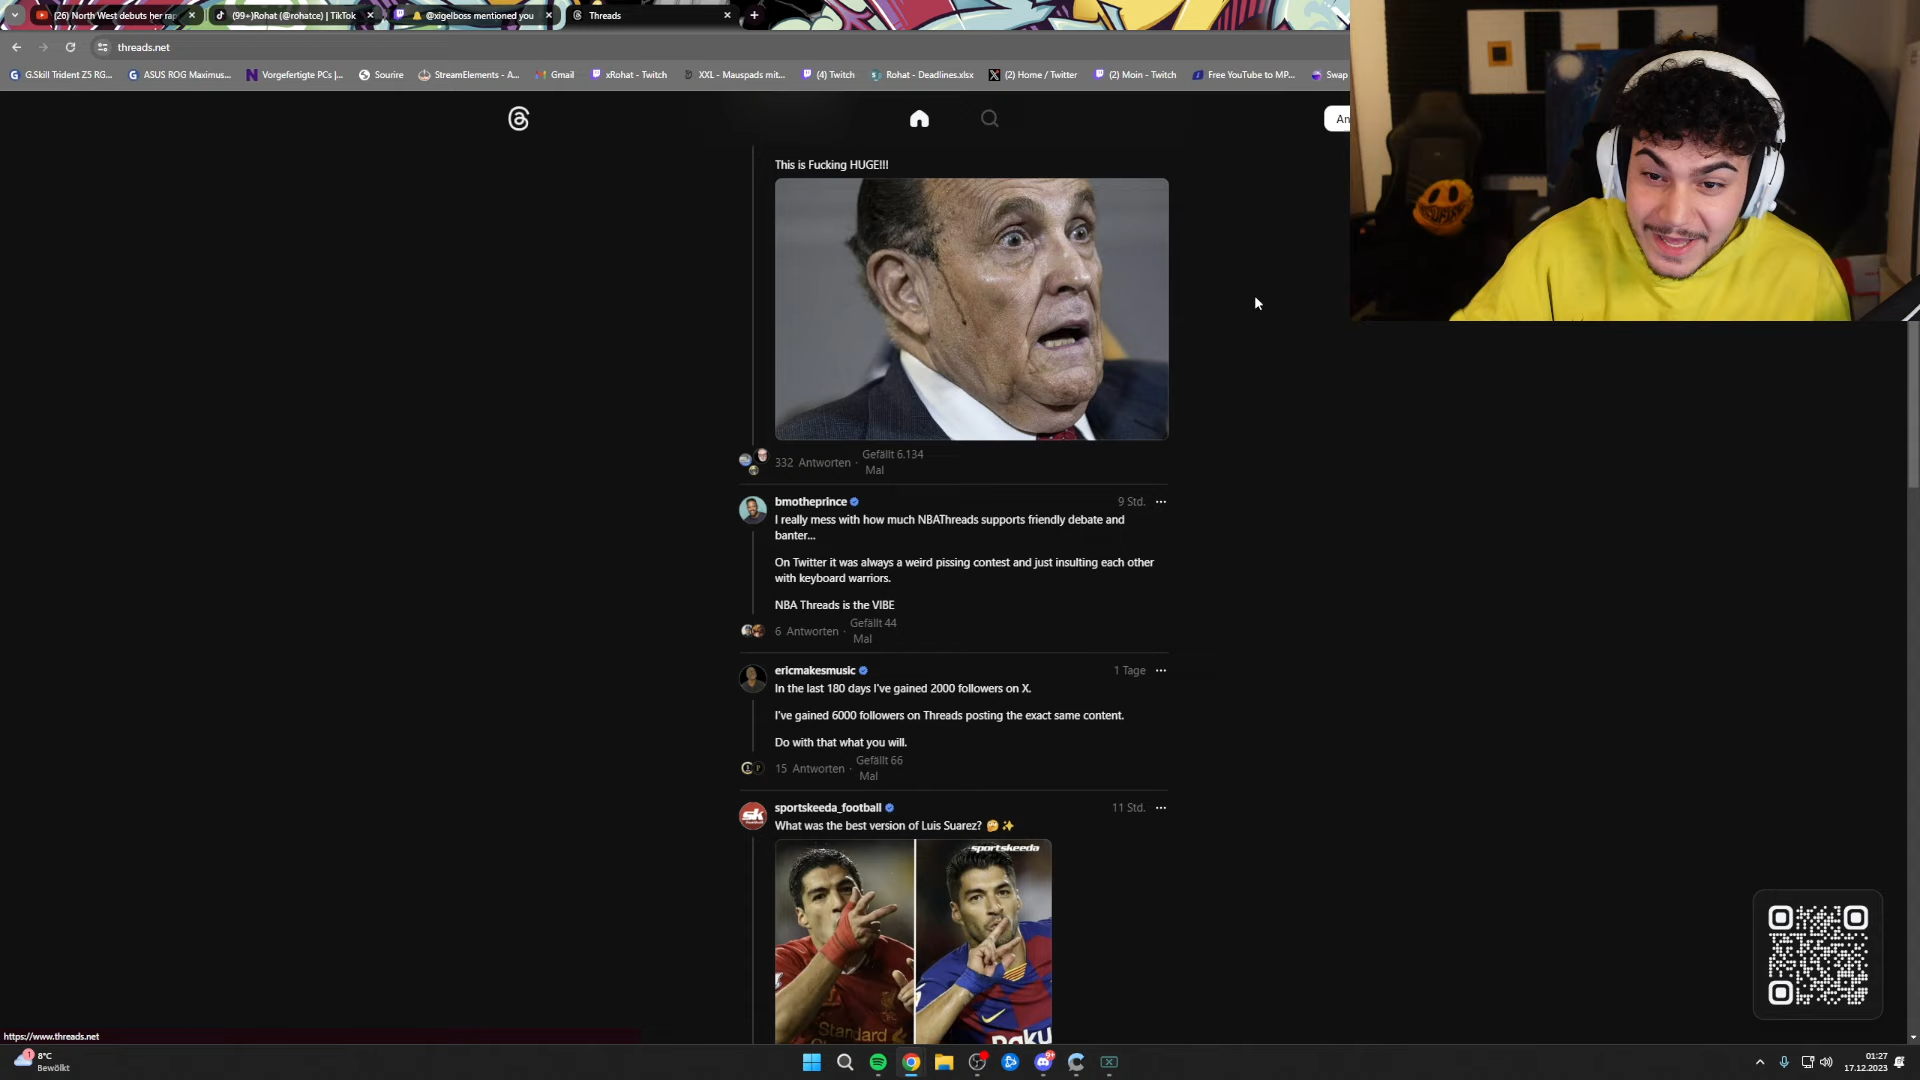 (26) North West debuts her rap
(99+)Rohat (@rohatce) | TikTok
@xigelboss mentioned you
Threads
threads.net
G.Skill Trident Z5 RG...
ASUS ROG Maximus...
Vorgefertigte PCs |...
Sourire
StreamElements - A...
Gmail
xRohat - Twitch
XXL - Mauspads mit...
(4) Twitch
Rohat - Deadlines.xlsx
(2) Home / Twitter
(2) Moin - Twitch
Free YouTube to MP...
Swap
An
This is Fucking HUGE!!!
332 Antworten · Gefällt 6.134
Mal
bmotheprince
9 Std.
I really mess with how much NBAThreads supports friendly debate and
banter...
On Twitter it was always a weird pissing contest and just insulting each other
with keyboard warriors.
NBA Threads is the VIBE
6 Antworten · Gefällt 44
Mal
ericmakesmusic
1 Tage
In the last 180 days I've gained 2000 followers on X.
I've gained 6000 followers on Threads posting the exact same content.
Do with that what you will.
15 Antworten · Gefällt 66
Mal
sportskeeda_football
11 Std.
What was the best version of Luis Suarez? 🤔✨
sk
sportskeeda
Standard
Raku
https://www.threads.net
1
8°C
Bewölkt
9+
01:27
17.12.2023